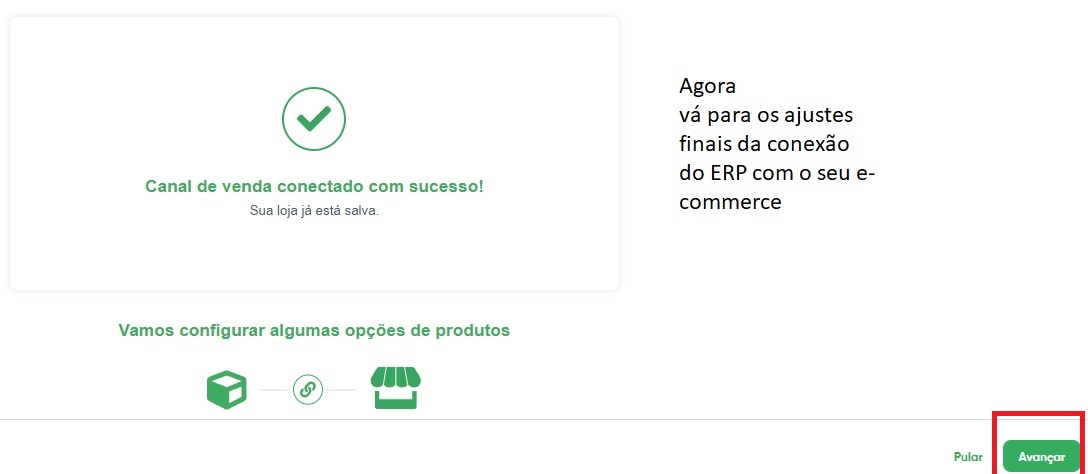 Canal de venda conectado com sucesso!
Sua loja já está salva.
Agora
vá para os ajustes
finais da conexão
do ERP com o seu e-
commerce
Vamos configurar algumas opções de produtos
Pular
Avançar